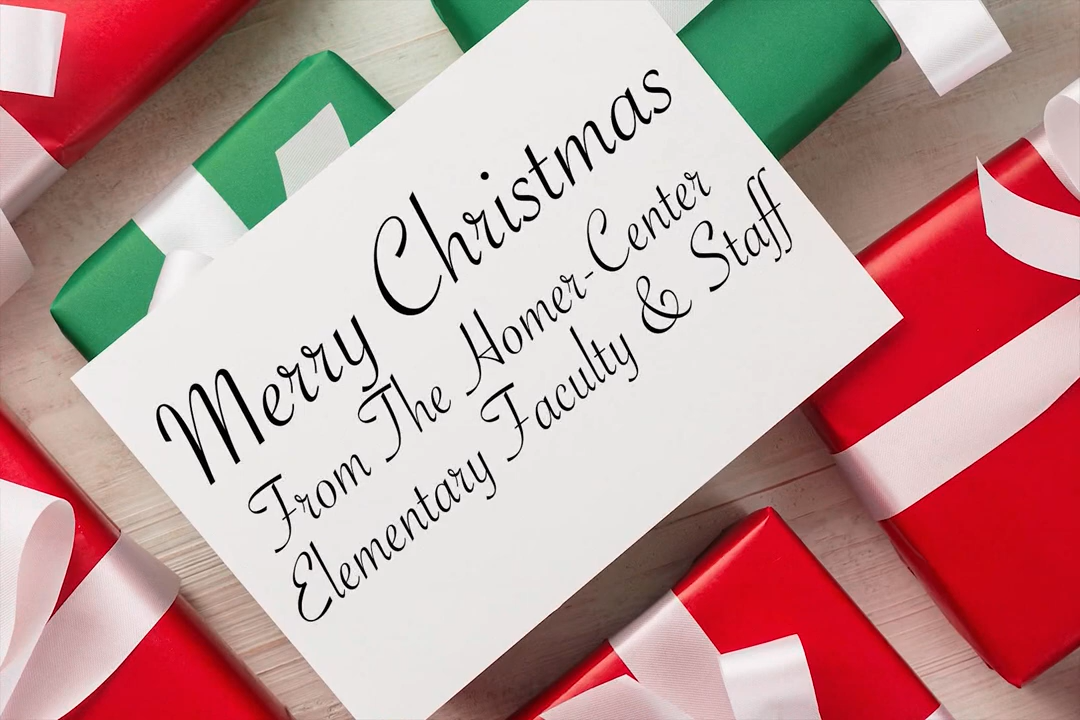 Merry Christmas
From The Homer-Center
Elementary Faculty & Staff